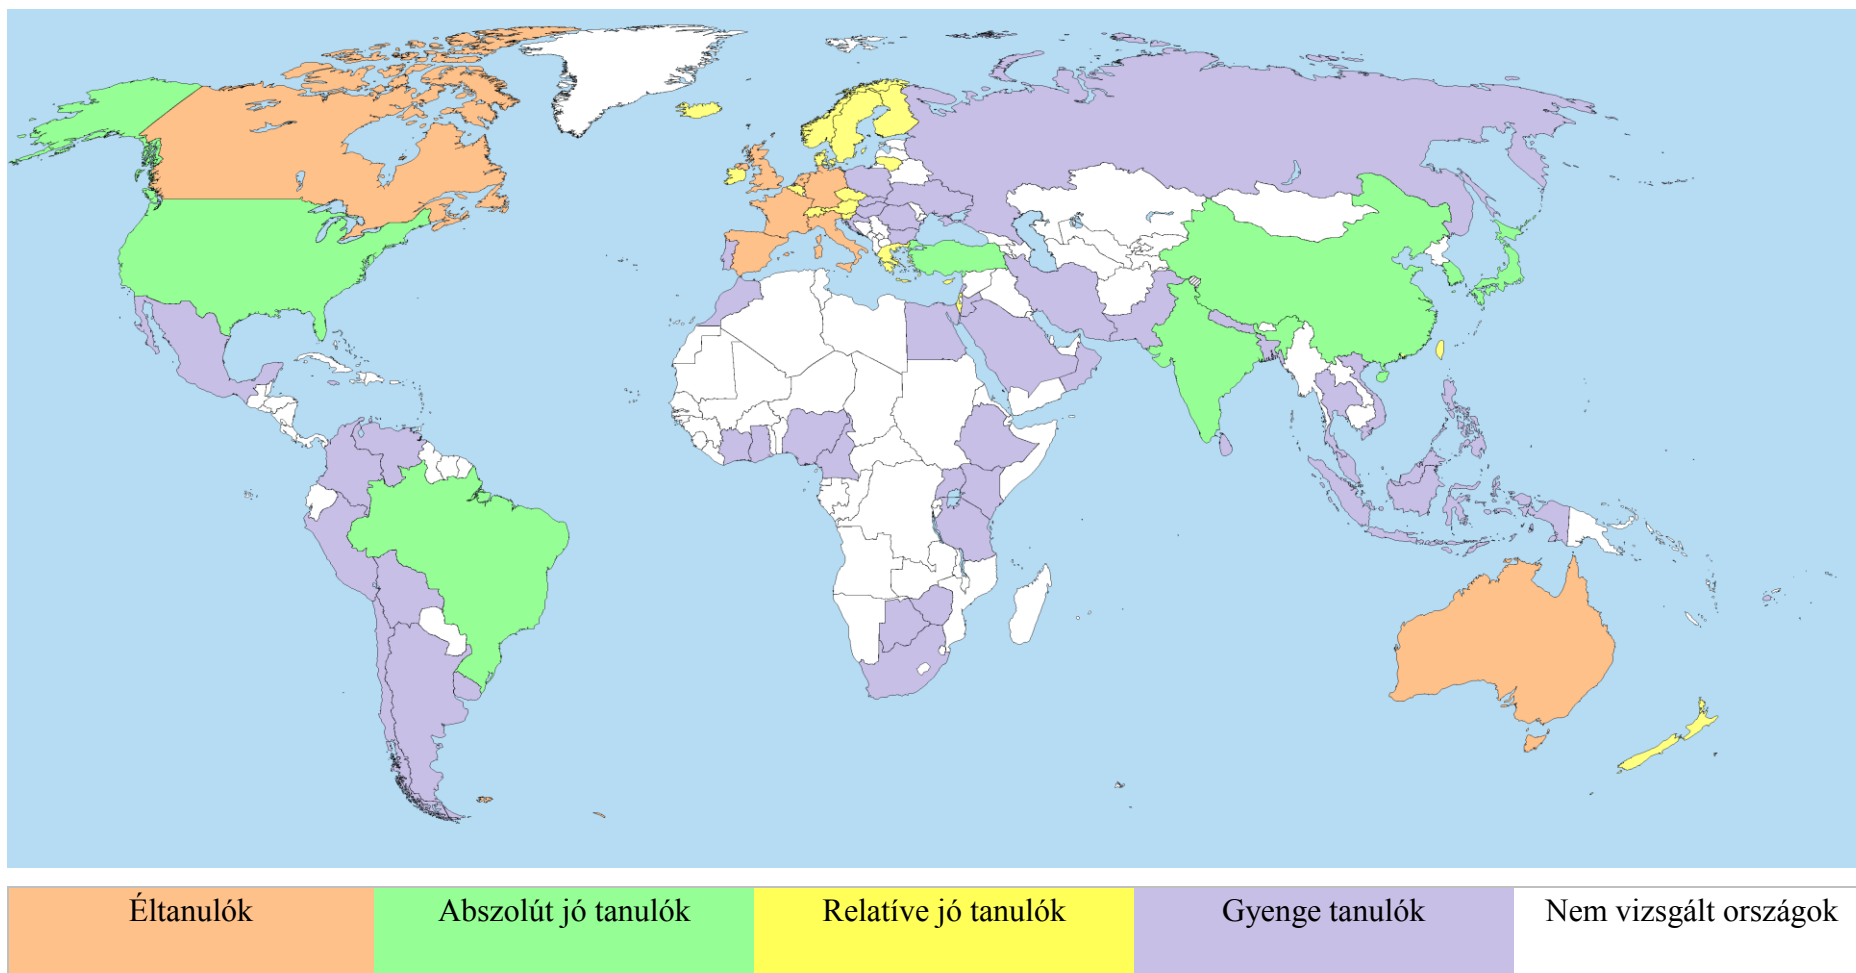 Éltanulók
Abszolút jó tanulók
Relatíve jó tanulók
Gyenge tanulók
Nem vizsgált országok